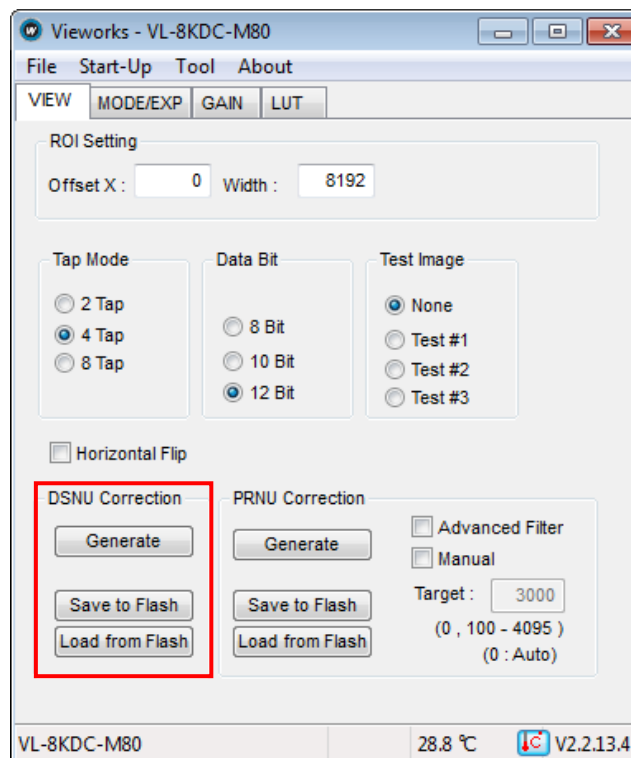 Vieworks - VL-8KDC-M80
File Start-Up Tool About
VIEW MODE/EXP GAIN LUT
ROI Setting
Offset X : 0 Width : 8192
Tap Mode
2 Tap
4 Tap
8 Tap
Data Bit
8 Bit
10 Bit
12 Bit
Test Image
None
Test #1
Test #2
Test #3
Horizontal Flip
DSNU Correction
Generate
Save to Flash
Load from Flash
PRNU Correction
Generate
Save to Flash
Load from Flash
Advanced Filter
Manual
Target : 3000
(0 , 100 - 4095 )
(0 : Auto)
VL-8KDC-M80 28.8 ℃ V2.2.13.4